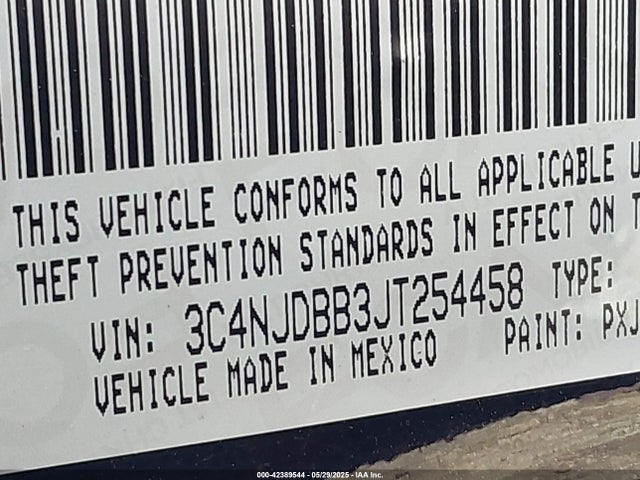 THIS VEHICLE CONFORMS TO ALL APPLICABLE
THEFT PREVENTION STANDARDS IN EFFECT ON
VIN: 3C4NJDBB3JT254458 TYPE:
VEHICLE MADE IN MEXICO PAINT: PXJ
000-42389544 - 05/29/2025 - IAA Inc.